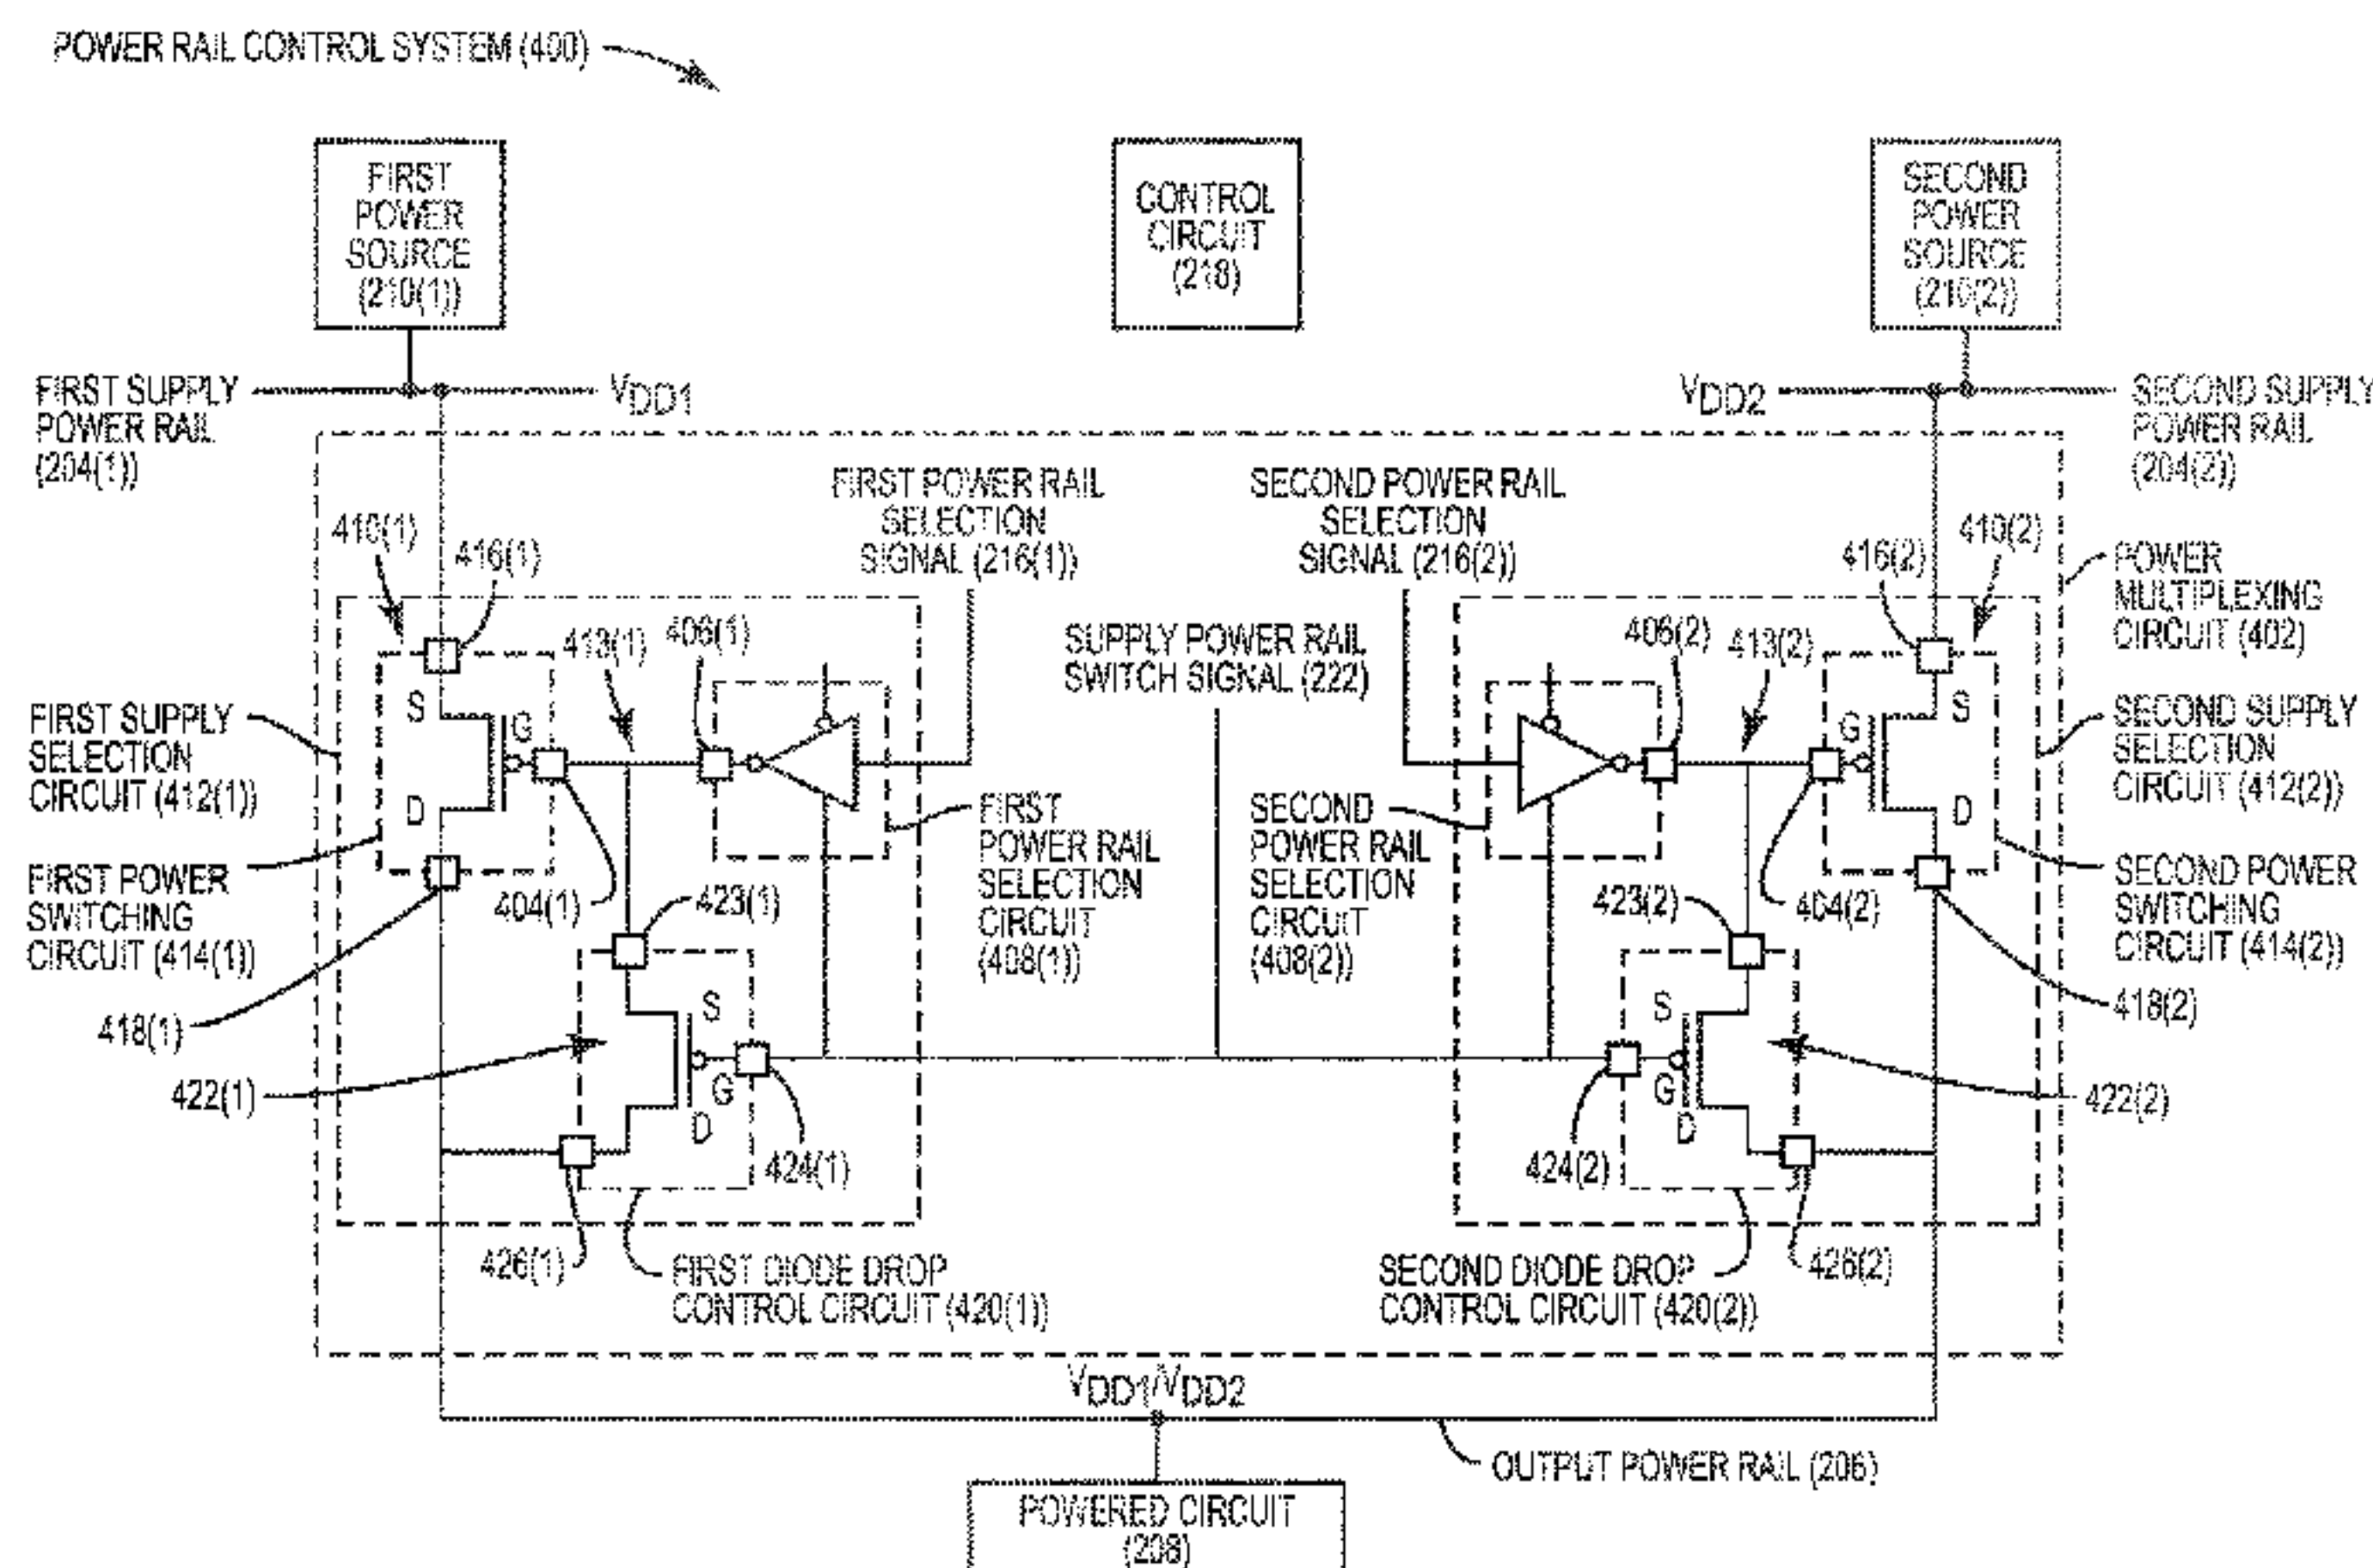 POWER RAIL CONTROL SYSTEM (400)
FIRST
POWER
SOURCE
(210(1))
CONTROL
CIRCUIT
(218)
SECOND
POWER
SOURCE
(210(2))
FIRST SUPPLY
POWER RAIL
(204(1))
VDD1
VDD2
SECOND SUPPLY
POWER RAIL
(204(2))
FIRST POWER RAIL
SELECTION
SIGNAL (216(1))
SECOND POWER RAIL
SELECTION
SIGNAL (216(2))
410(1)
416(1)
416(2)
410(2)
POWER
MULTIPLEXING
CIRCUIT (402)
413(1)
406(1)
SUPPLY POWER RAIL
SWITCH SIGNAL (222)
406(2)
413(2)
FIRST SUPPLY
SELECTION
CIRCUIT (412(1))
S
G
D
G
S
D
SECOND SUPPLY
SELECTION
CIRCUIT (412(2))
FIRST POWER
SWITCHING
CIRCUIT (414(1))
404(1)
423(1)
FIRST
POWER RAIL
SELECTION
CIRCUIT
(408(1))
SECOND
POWER RAIL
SELECTION
CIRCUIT
(408(2))
423(2)
404(2)
SECOND POWER
SWITCHING
CIRCUIT (414(2))
418(1)
418(2)
422(1)
S
G
D
S
G
D
422(2)
424(1)
424(2)
426(1)
FIRST DIODE DROP
CONTROL CIRCUIT (420(1))
SECOND DIODE DROP
CONTROL CIRCUIT (420(2))
426(2)
VDD1/VDD2
OUTPUT POWER RAIL (206)
POWERED CIRCUIT
(208)